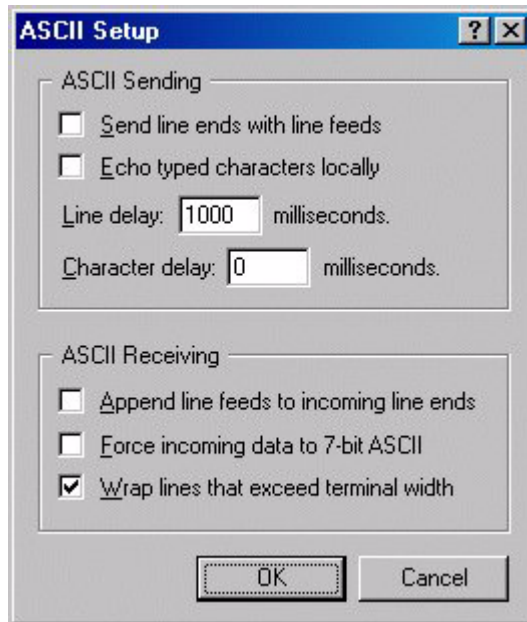 ASCII Setup
ASCII Sending
Send line ends with line feeds
Echo typed characters locally
Line delay: 1000 milliseconds.
Character delay: 0 milliseconds.
ASCII Receiving
Append line feeds to incoming line ends
Force incoming data to 7-bit ASCII
Wrap lines that exceed terminal width
OK Cancel